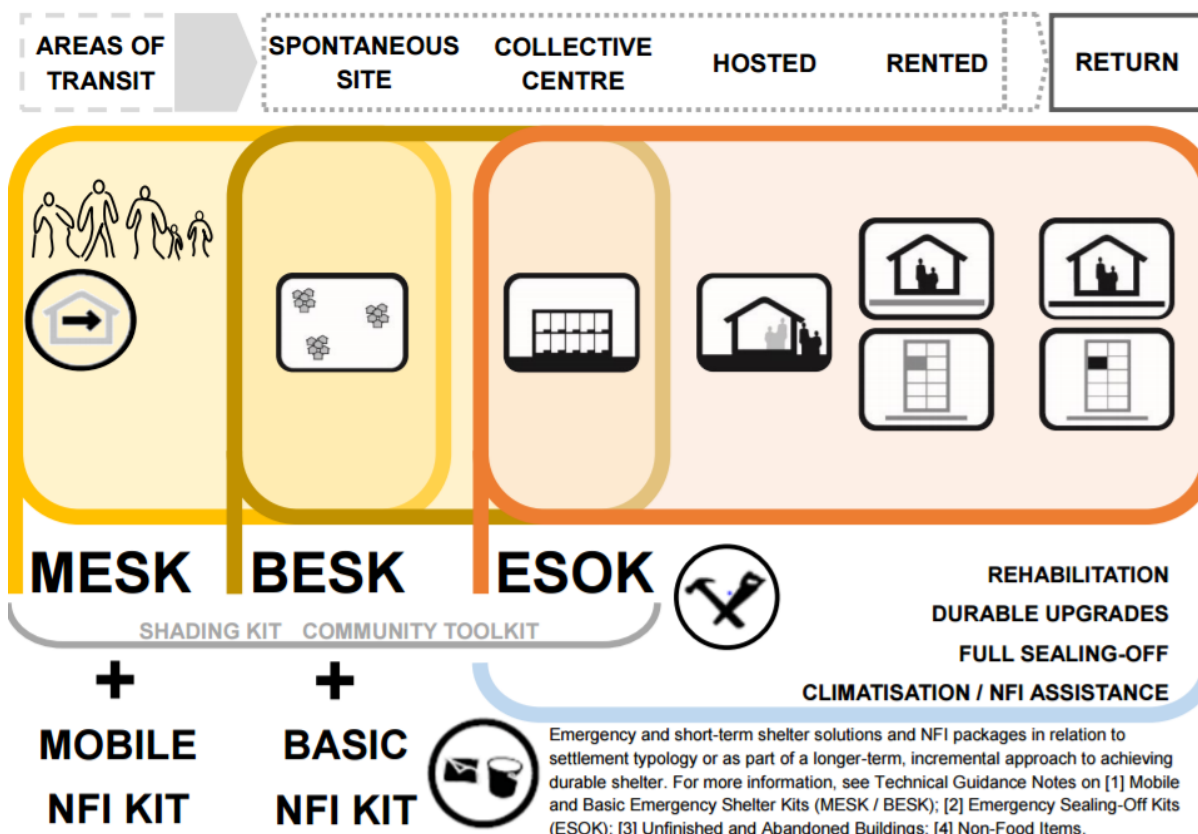 AREAS OF
TRANSIT
SPONTANEOUS
SITE
COLLECTIVE
CENTRE
HOSTED
RENTED
RETURN
MESK
BESK
ESOK
SHADING KIT COMMUNITY TOOLKIT
REHABILITATION
DURABLE UPGRADES
FULL SEALING-OFF
CLIMATISATION / NFI ASSISTANCE
+
MOBILE
NFI KIT
+
BASIC
NFI KIT
Emergency and short-term shelter solutions and NFI packages in relation to
settlement typology or as part of a longer-term, incremental approach to achieving
durable shelter. For more information, see Technical Guidance Notes on [1] Mobile
and Basic Emergency Shelter Kits (MESK / BESK); [2] Emergency Sealing-Off Kits
(ESOK); [3] Unfinished and Abandoned Buildings; [4] Non-Food Items.